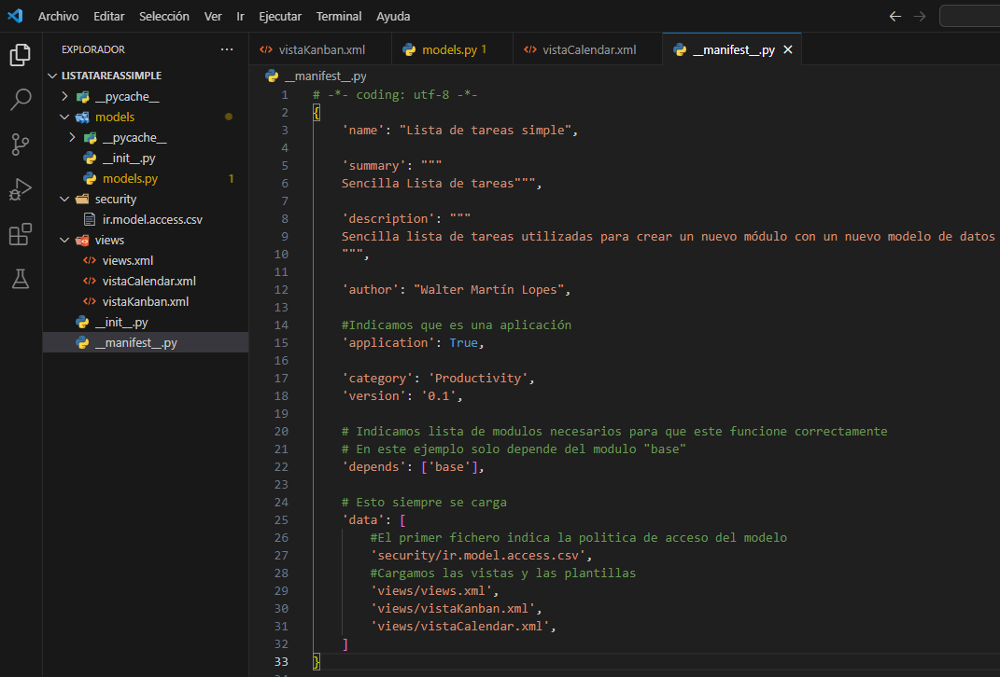 Archivo Editar Selección Ver Ir Ejecutar Terminal Ayuda
EXPLORADOR
LISTATAREASSIMPLE
__pycache__
models
__pycache__
__init__.py
models.py 1
security
ir.model.access.csv
views
views.xml
vistaCalendar.xml
vistaKanban.xml
__init__.py
__manifest__.py
vistaKanban.xml models.py 1 vistaCalendar.xml __manifest__.py
__manifest__.py
1 # -*- coding: utf-8 -*-
2 {
3 'name': "Lista de tareas simple",
4
5 'summary': """
6 Sencilla Lista de tareas""",
7
8 'description': """
9 Sencilla lista de tareas utilizadas para crear un nuevo módulo con un nuevo modelo de datos
10 """,
11
12 'author': "Walter Martín Lopes",
13
14 #Indicamos que es una aplicación
15 'application': True,
16
17 'category': 'Productivity',
18 'version': '0.1',
19
20 # Indicamos lista de modulos necesarios para que este funcione correctamente
21 # En este ejemplo solo depende del modulo "base"
22 'depends': ['base'],
23
24 # Esto siempre se carga
25 'data': [
26 #El primer fichero indica la politica de acceso del modelo
27 'security/ir.model.access.csv',
28 #Cargamos las vistas y las plantillas
29 'views/views.xml',
30 'views/vistaKanban.xml',
31 'views/vistaCalendar.xml',
32 ]
33 }